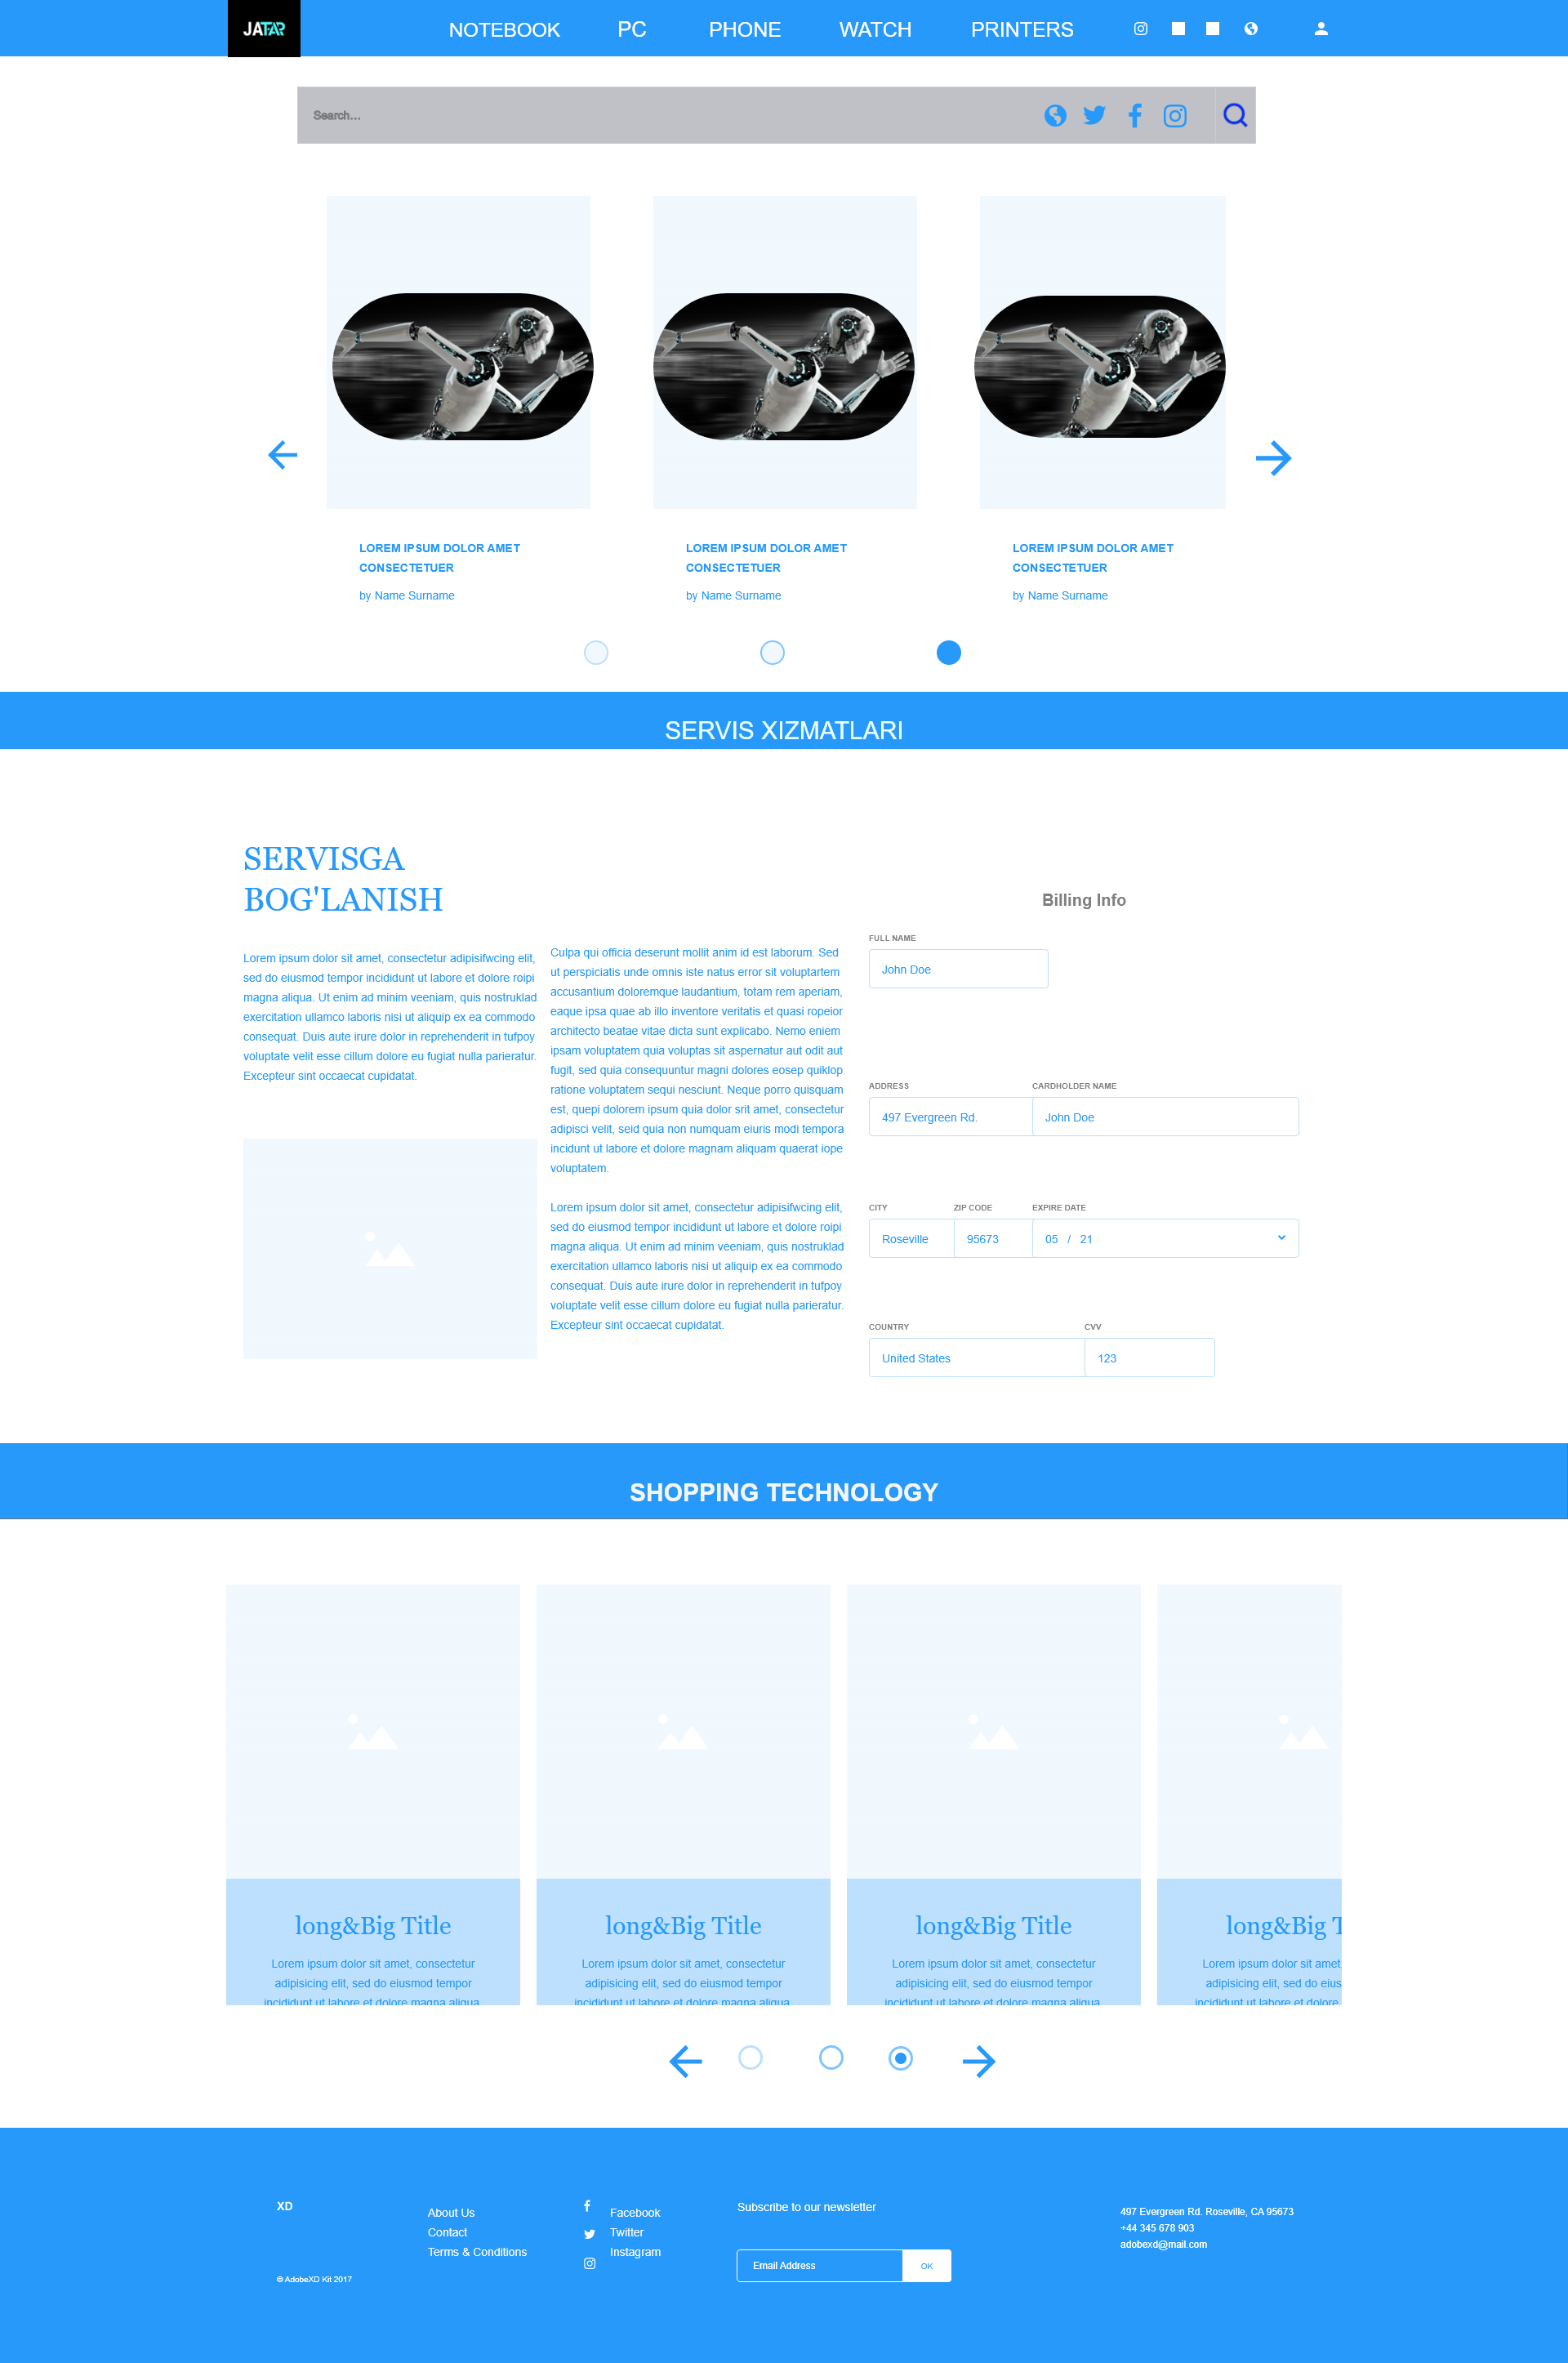 JATAR
NOTEBOOK PC PHONE WATCH PRINTERS
Search...
LOREM IPSUM DOLOR AMET
CONSECTETUER
by Name Surname
LOREM IPSUM DOLOR AMET
CONSECTETUER
by Name Surname
LOREM IPSUM DOLOR AMET
CONSECTETUER
by Name Surname
SERVIS XIZMATLARI
SERVISGA
BOG'LANISH
Lorem ipsum dolor sit amet, consectetur adipisifwcing elit,
sed do eiusmod tempor incididunt ut labore et dolore roipi
magna aliqua. Ut enim ad minim veeniam, quis nostruklad
exercitation ullamco laboris nisi ut aliquip ex ea commodo
consequat. Duis aute irure dolor in reprehenderit in tufpoy
voluptate velit esse cillum dolore eu fugiat nulla parieratur.
Excepteur sint occaecat cupidatat.
Culpa qui officia deserunt mollit anim id est laborum. Sed
ut perspiciatis unde omnis iste natus error sit voluptartem
accusantium doloremque laudantium, totam rem aperiam,
eaque ipsa quae ab illo inventore veritatis et quasi ropeior
architecto beatae vitae dicta sunt explicabo. Nemo eniem
ipsam voluptatem quia voluptas sit aspernatur aut odit aut
fugit, sed quia consequuntur magni dolores eosep quiklop
ratione voluptatem sequi nesciunt. Neque porro quisquam
est, quepi dolorem ipsum quia dolor srit amet, consectetur
adipisci velit, seid quia non numquam eiuris modi tempora
incidunt ut labore et dolore magnam aliquam quaerat iope
voluptatem.
Lorem ipsum dolor sit amet, consectetur adipisifwcing elit,
sed do eiusmod tempor incididunt ut labore et dolore roipi
magna aliqua. Ut enim ad minim veeniam, quis nostruklad
exercitation ullamco laboris nisi ut aliquip ex ea commodo
consequat. Duis aute irure dolor in reprehenderit in tufpoy
voluptate velit esse cillum dolore eu fugiat nulla parieratur.
Excepteur sint occaecat cupidatat.
Billing Info
FULL NAME
John Doe
ADDRESS CARDHOLDER NAME
497 Evergreen Rd. John Doe
CITY ZIP CODE EXPIRE DATE
Roseville 95673 05 / 21
COUNTRY CVV
United States 123
SHOPPING TECHNOLOGY
long&Big Title
Lorem ipsum dolor sit amet, consectetur
adipisicing elit, sed do eiusmod tempor
incididunt ut labore et dolore magna aliqua
long&Big Title
Lorem ipsum dolor sit amet, consectetur
adipisicing elit, sed do eiusmod tempor
incididunt ut labore et dolore magna aliqua
long&Big Title
Lorem ipsum dolor sit amet, consectetur
adipisicing elit, sed do eiusmod tempor
incididunt ut labore et dolore magna aliqua
long&Big T
Lorem ipsum dolor sit amet,
adipisicing elit, sed do eius
incididunt ut labore et dolore
XD
© AdobeXD Kit 2017
About Us
Contact
Terms & Conditions
Facebook
Twitter
Instagram
Subscribe to our newsletter
Email Address OK
497 Evergreen Rd. Roseville, CA 95673
+44 345 678 903
adobexd@mail.com